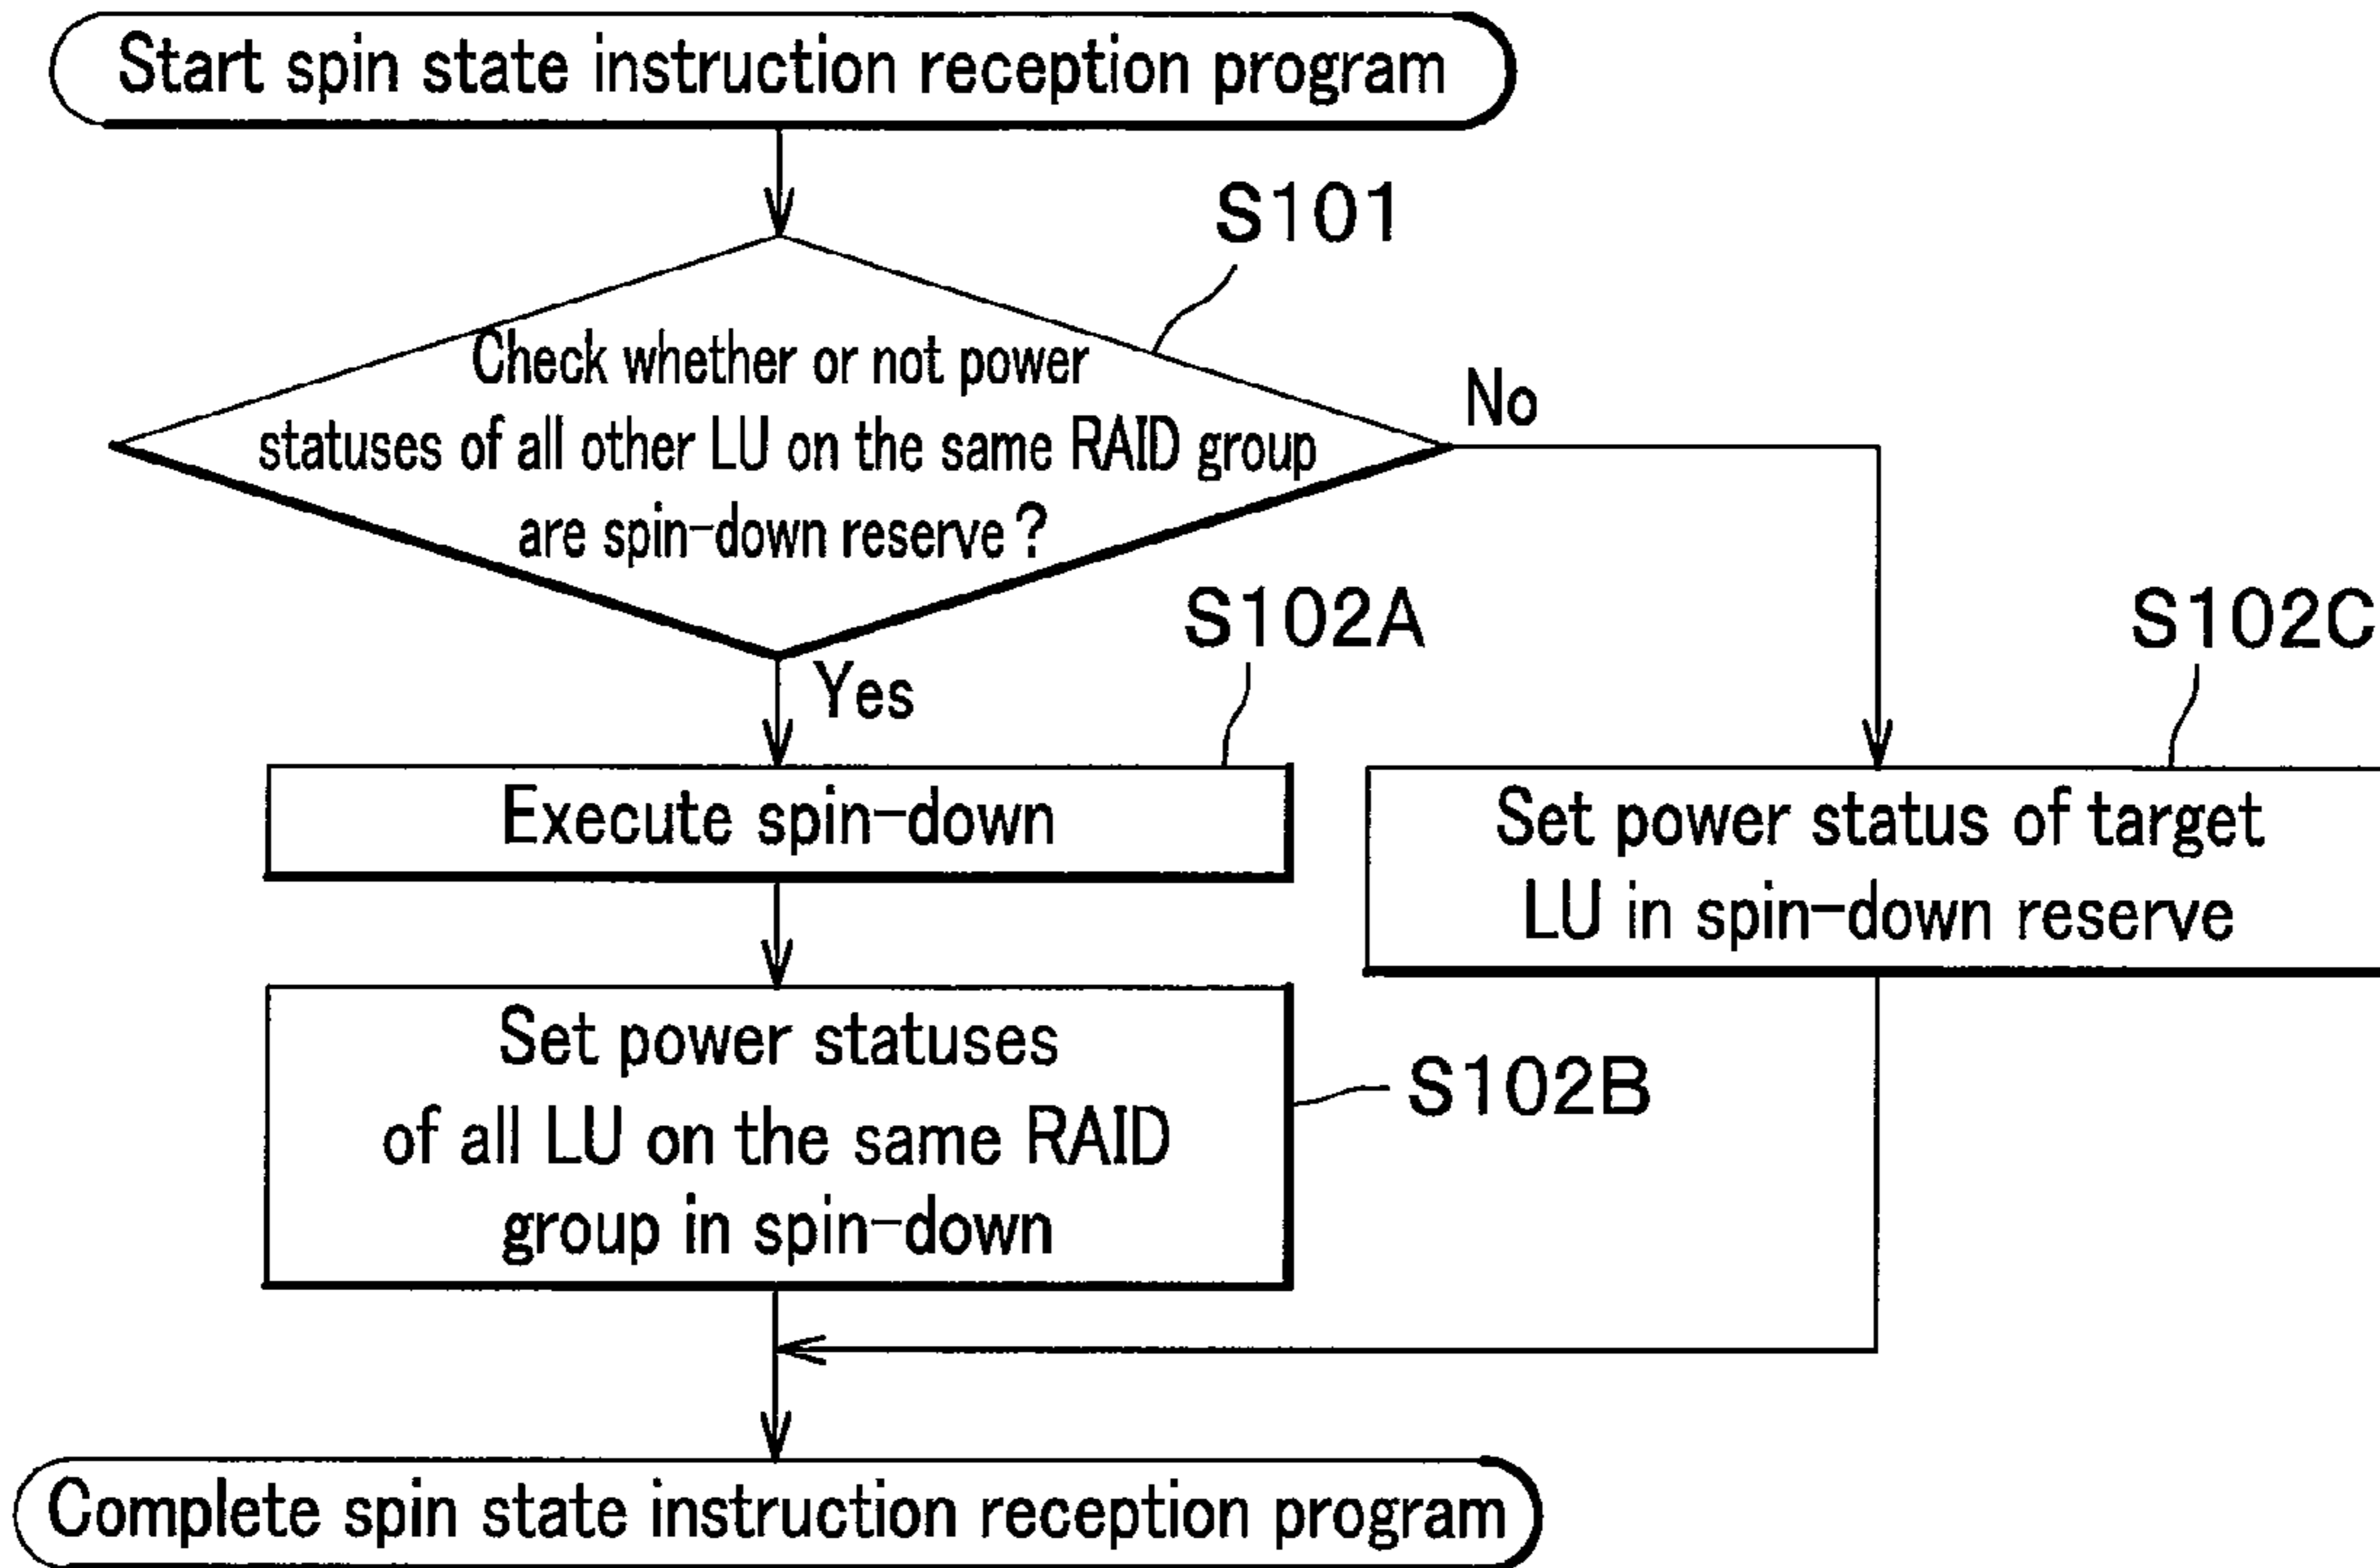 Start spin state instruction reception program
S101
Check whether or not power
statuses of all other LU on the same RAID group
are spin-down reserve?
No
Yes
S102A
S102C
Execute spin-down
Set power status of target
LU in spin-down reserve
Set power statuses
of all LU on the same RAID
group in spin-down
S102B
Complete spin state instruction reception program